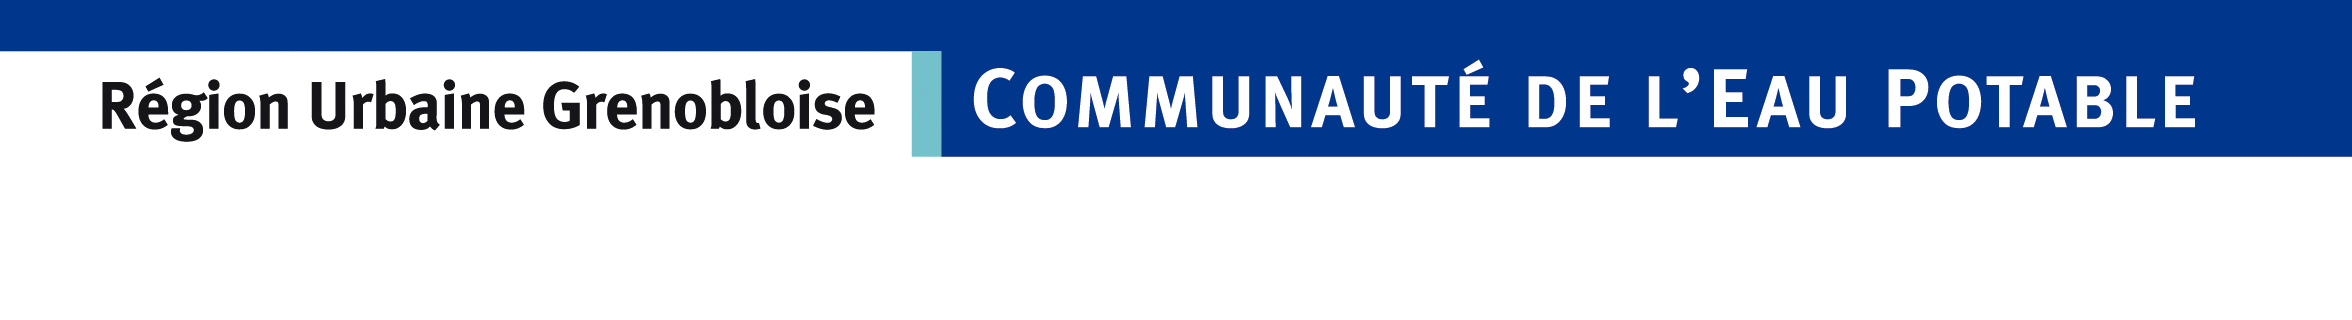 Région Urbaine Grenobloise COMMUNAUTÉ DE L’EAU POTABLE